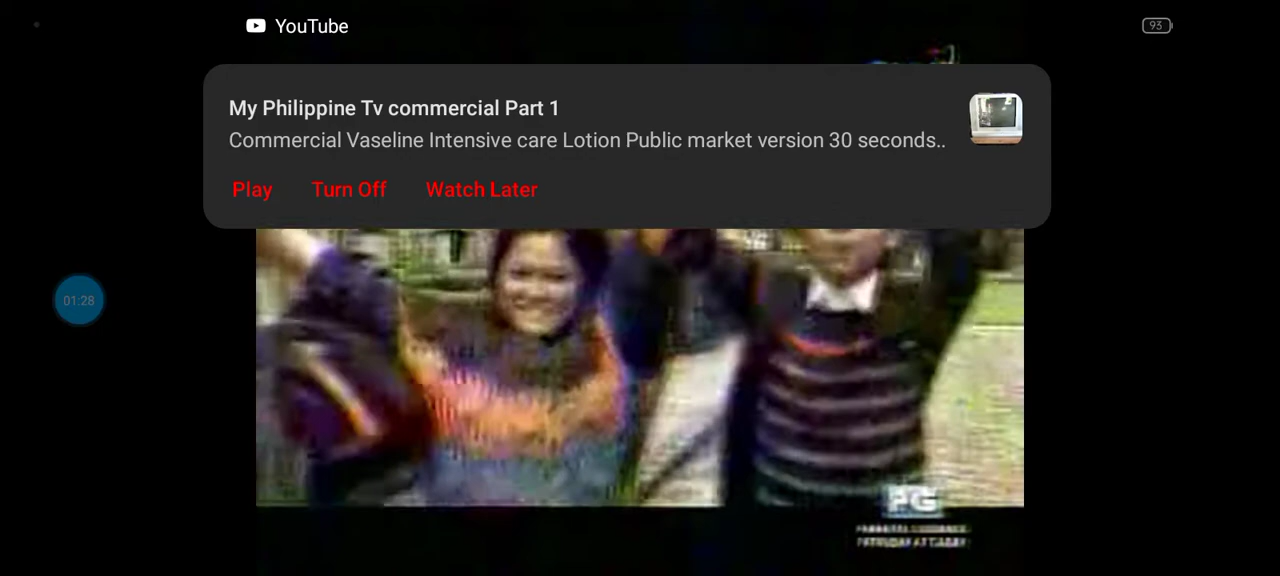 YouTube
93
My Philippine Tv commercial Part 1
Commercial Vaseline Intensive care Lotion Public market version 30 seconds..
Play Turn Off Watch Later
01:28
PG